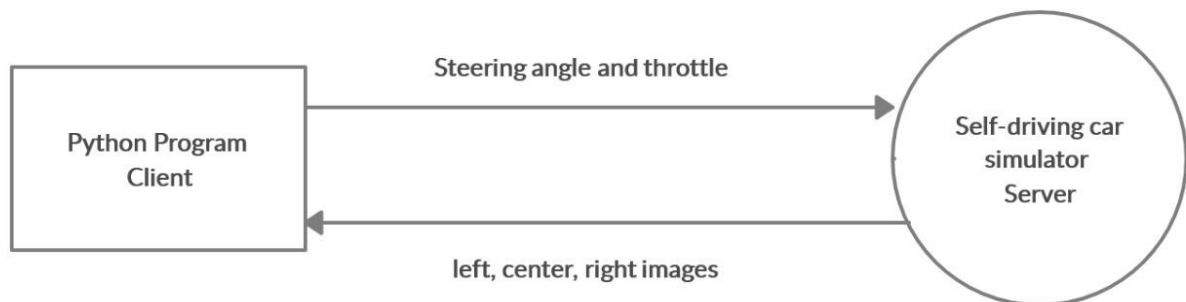 Steering angle and throttle
Python Program
Client
Self-driving car
simulator
Server
left, center, right images